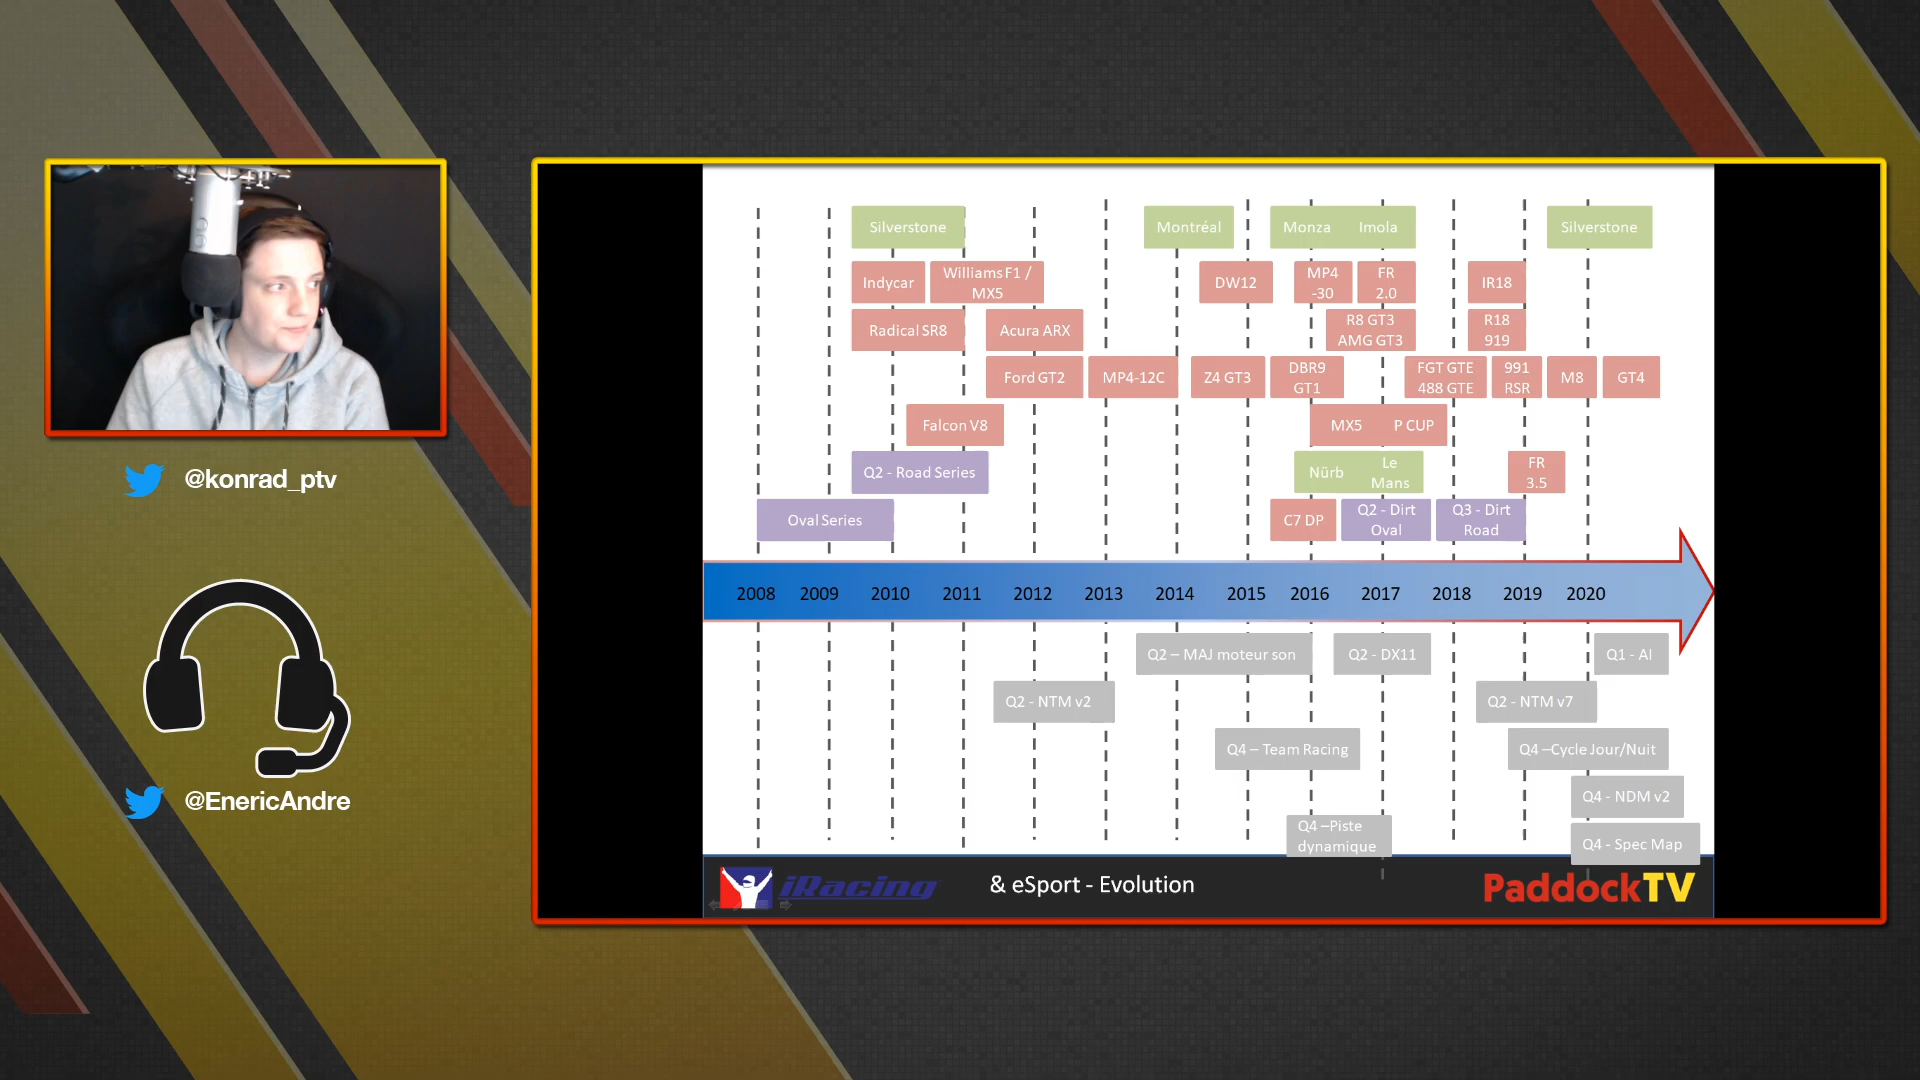 Silverstone
Montréal
Monza
Imola
Silverstone
Indycar
Williams F1 /
MX5
DW12
MP4
-30
FR
2.0
IR18
Radical SR8
Acura ARX
R8 GT3
AMG GT3
R18
919
Ford GT2
MP4-12C
Z4 GT3
DBR9
GT1
FGT GTE
488 GTE
991
RSR
M8
GT4
Falcon V8
MX5
P CUP
Q2 - Road Series
Nürb
Le
Mans
FR
3.5
Oval Series
C7 DP
Q2 - Dirt
Oval
Q3 - Dirt
Road
2008 2009 2010 2011 2012 2013 2014 2015 2016 2017 2018 2019 2020
Q2 – MAJ moteur son
Q2 - DX11
Q1 - AI
Q2 - NTM v2
Q2 - NTM v7
Q4 – Team Racing
Q4 –Cycle Jour/Nuit
Q4 - NDM v2
Q4 –Piste
dynamique
Q4 - Spec Map
iRacing
& eSport - Evolution
PaddockTV
@konrad_ptv
@EnericAndre